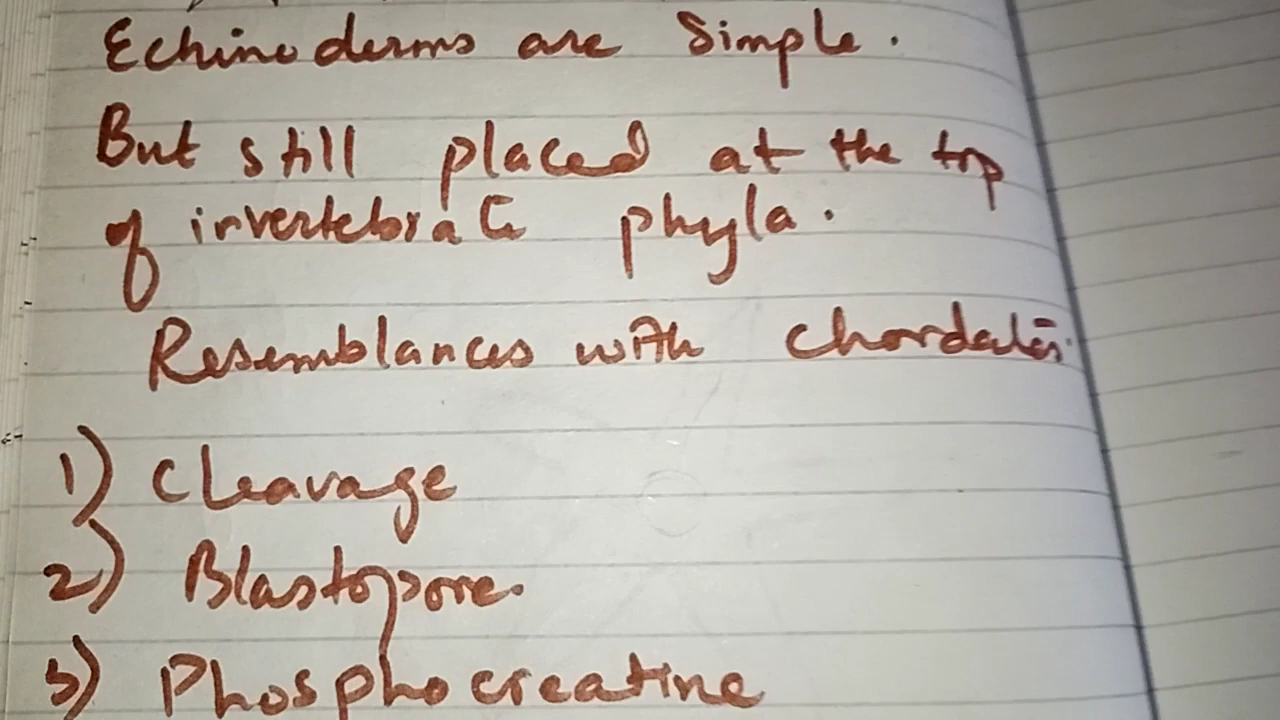 Echinoderms are Simple.
But still placed at the top
of invertebrate phyla.
Resemblances with Chordates.
1) Cleavage
2) Blastopore.
3) Phosphocreatine